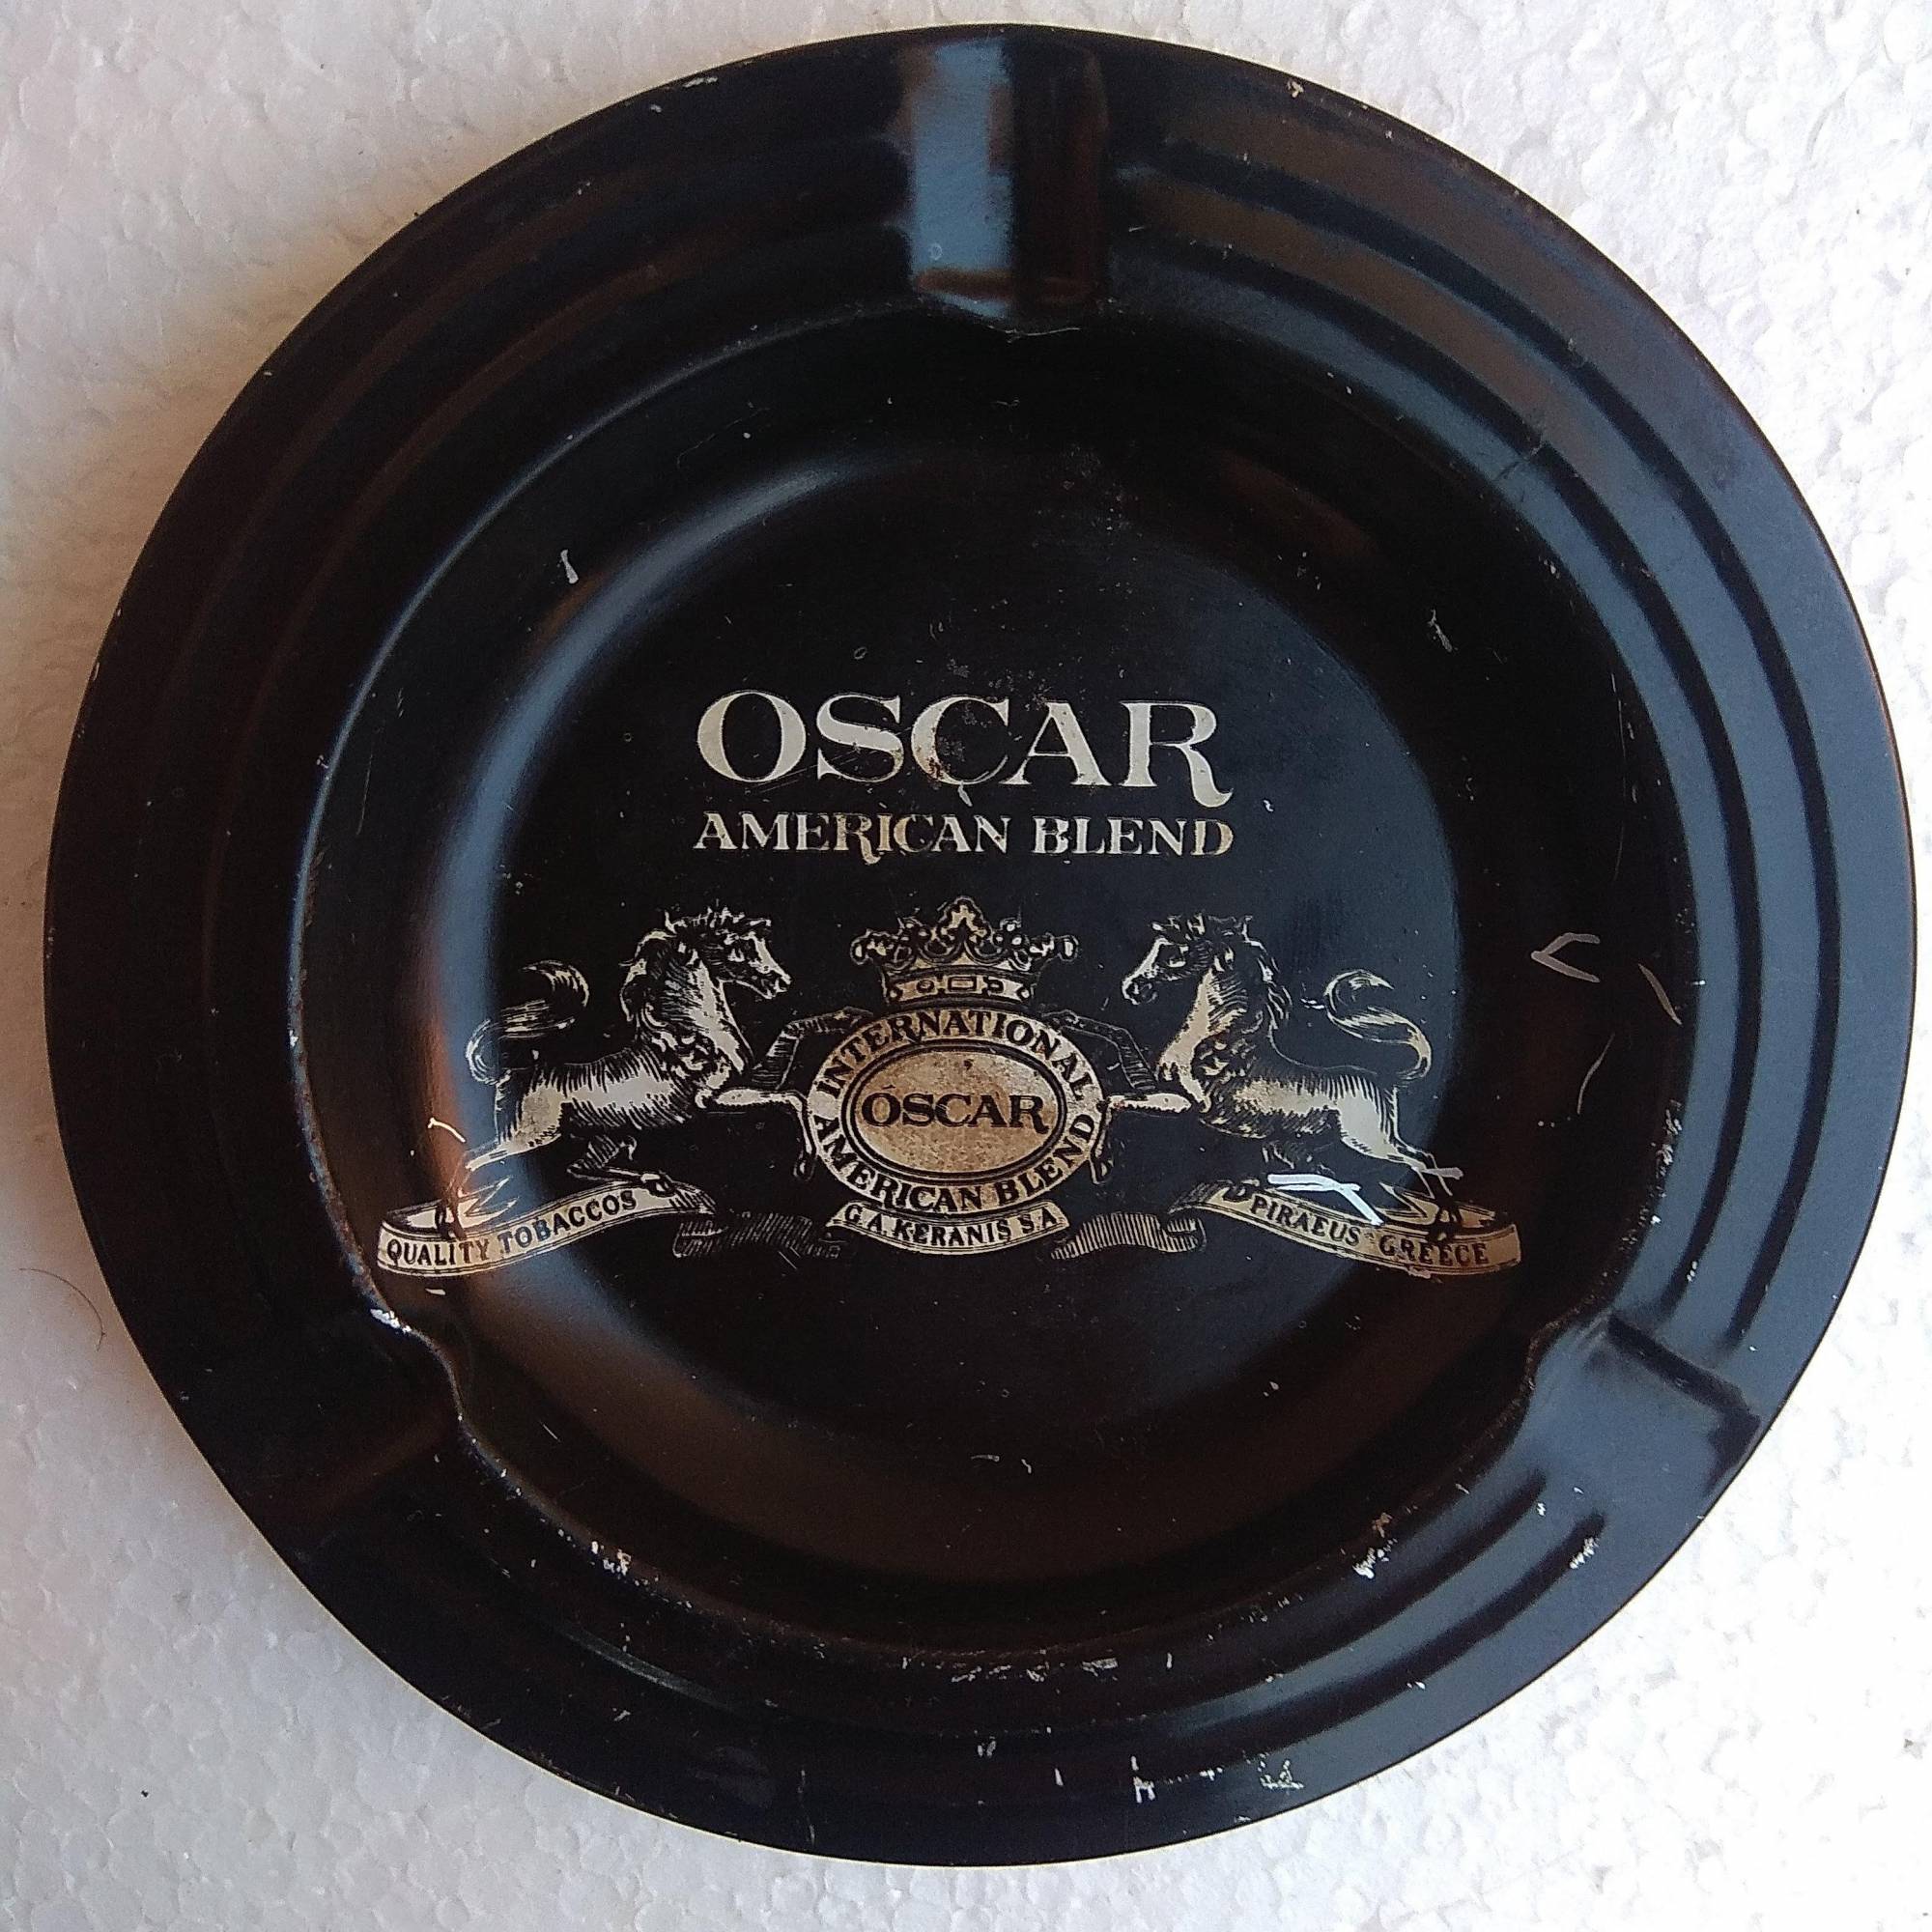 OSCAR
AMERICAN BLEND
INTERNATIONAL
OSCAR
AMERICAN BLEND
QUALITY TOBACCOS
G.A. KERANIS S.A
PIRAEUS·GREECE